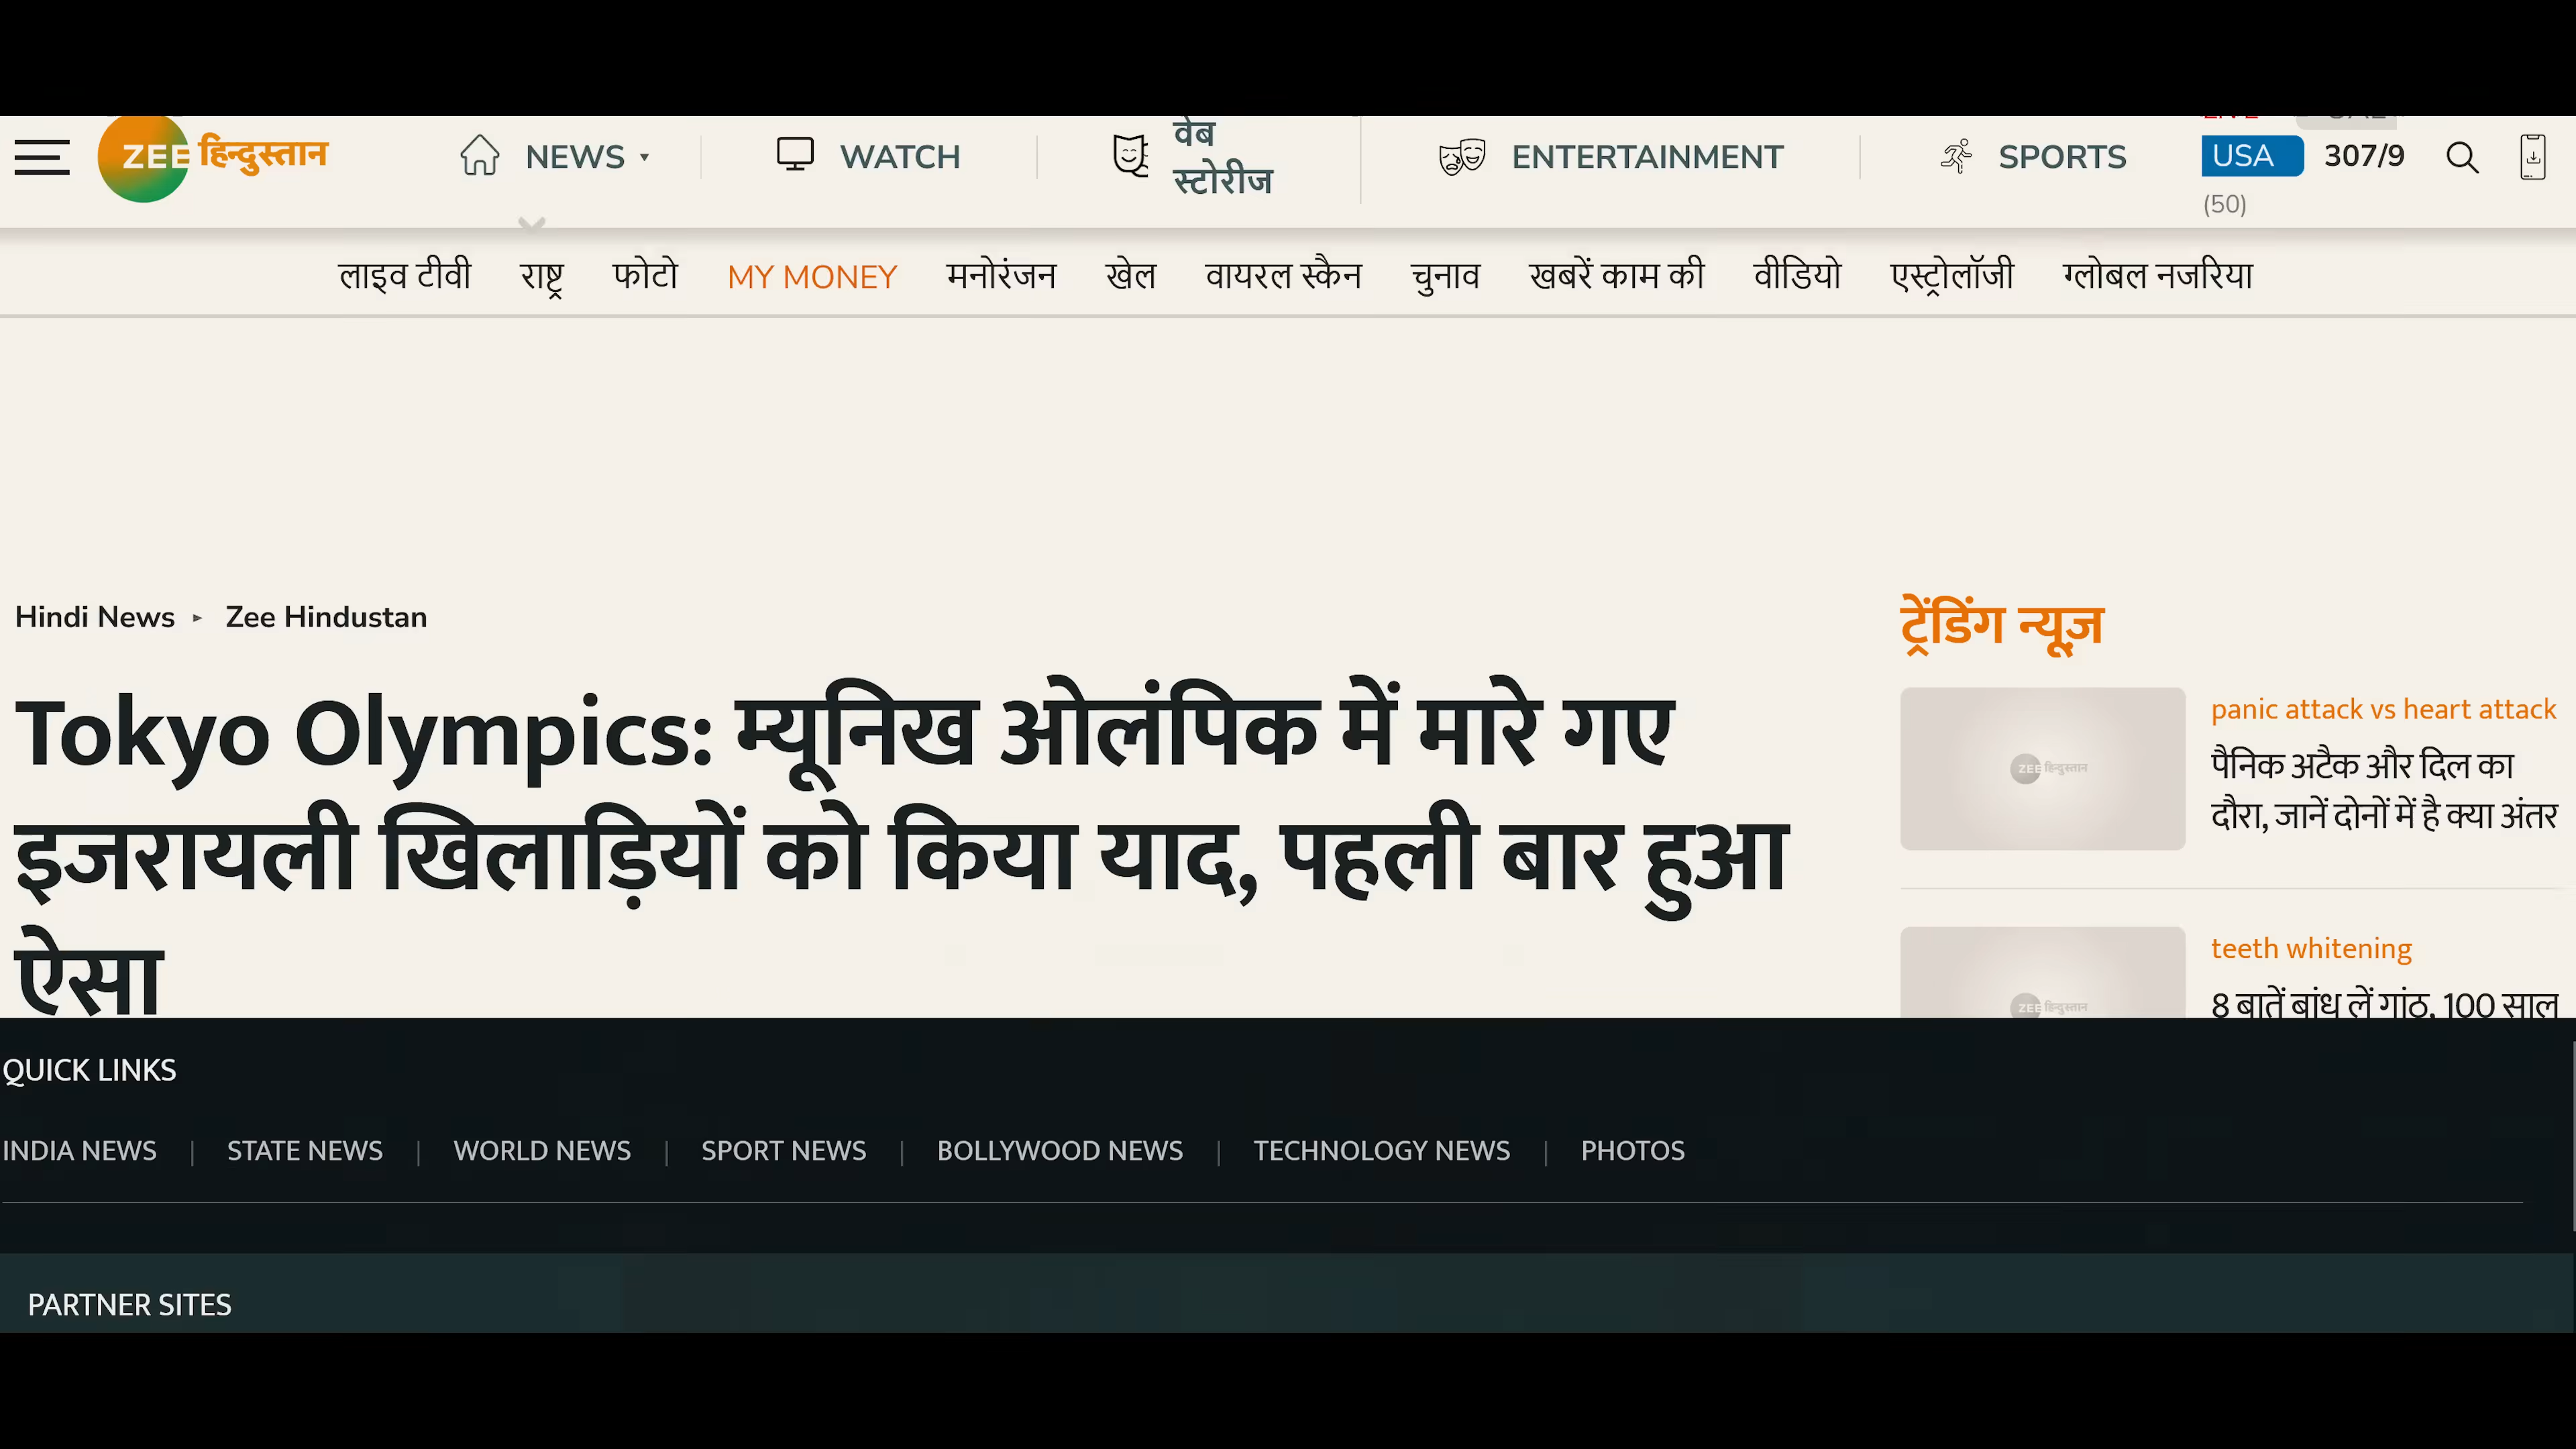 ZEE हिन्दुस्तान
NEWS
WATCH
वेब
स्टोरीज
ENTERTAINMENT
SPORTS
USA 307/9
(50)
लाइव टीवी राष्ट्र फोटो MY MONEY मनोरंजन खेल वायरल स्कैन चुनाव खबरें काम की वीडियो एस्ट्रोलॉजी ग्लोबल नजरिया
Hindi News ▸ Zee Hindustan
Tokyo Olympics: म्यूनिख ओलंपिक में मारे गए
इजरायली खिलाड़ियों को किया याद, पहली बार हुआ
ऐसा
ट्रेंडिंग न्यूज़
ZEE हिन्दुस्तान
panic attack vs heart attack
पैनिक अटैक और दिल का
दौरा, जानें दोनों में है क्या अंतर
ZEE हिन्दुस्तान
teeth whitening
8 बातें बांध लें गांठ, 100 साल
QUICK LINKS
INDIA NEWS | STATE NEWS | WORLD NEWS | SPORT NEWS | BOLLYWOOD NEWS | TECHNOLOGY NEWS | PHOTOS
PARTNER SITES